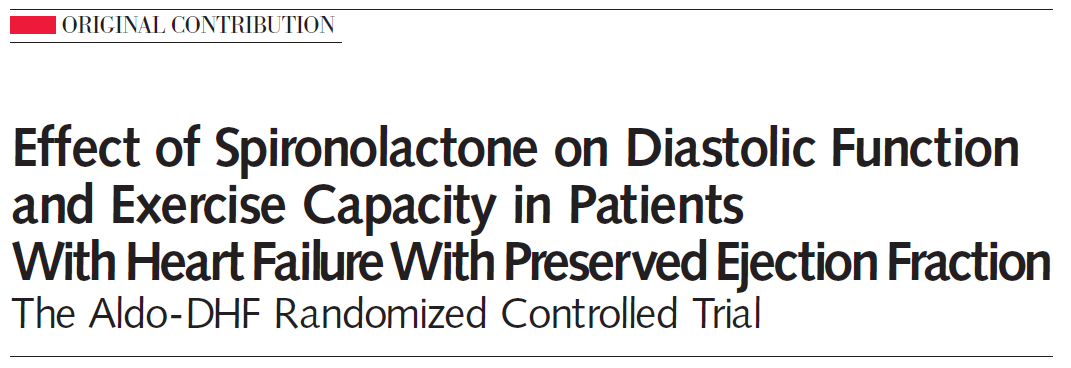 ORIGINAL CONTRIBUTION
Effect of Spironolactone on Diastolic Function
and Exercise Capacity in Patients
With Heart Failure With Preserved Ejection Fraction
The Aldo-DHF Randomized Controlled Trial